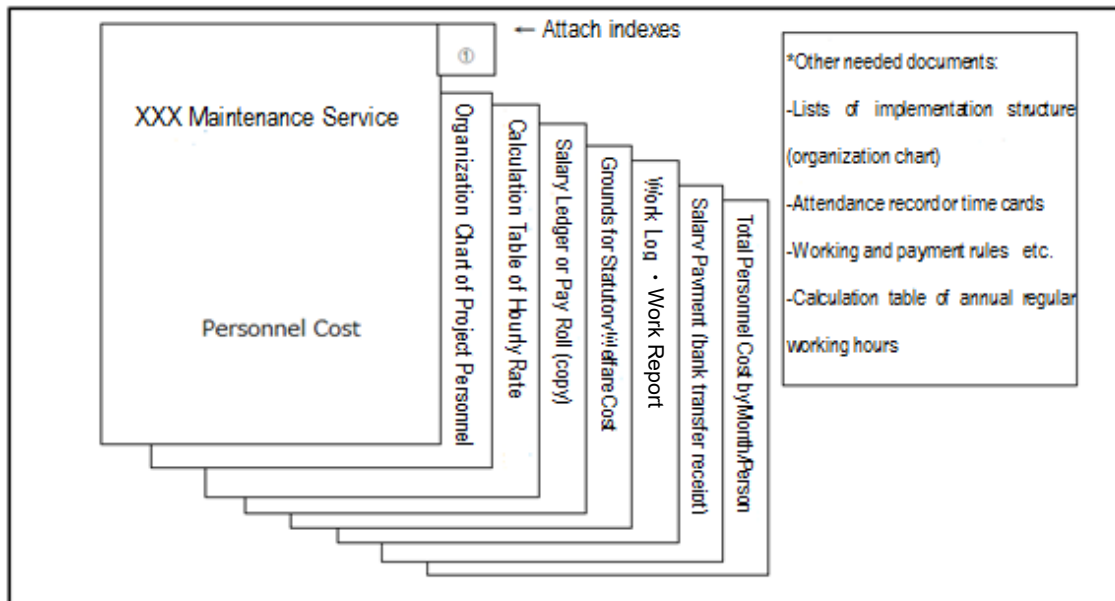 ① ← Attach indexes
XXX Maintenance Service
Personnel Cost
Organization Chart of Project Personnel
Calculation Table of Hourly Rate
Salary Ledger or Pay Roll (copy)
Grounds for Statutory Welfare Cost
Work Log ・Work Report
Salary Payment (bank transfer receipt)
Total Personnel Cost by Month/Person
*Other needed documents:
-Lists of implementation structure
(organization chart)
-Attendance record or time cards
-Working and payment rules etc.
-Calculation table of annual regular
working hours